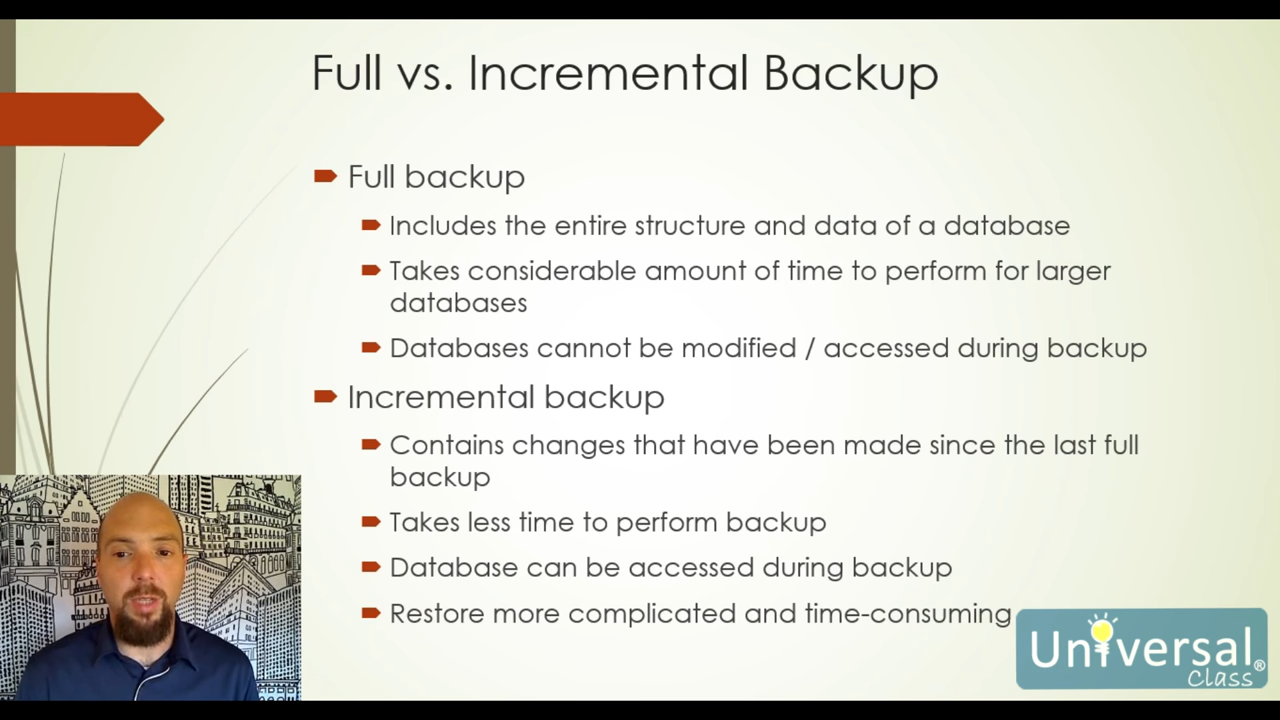 Full vs. Incremental Backup
Full backup
Includes the entire structure and data of a database
Takes considerable amount of time to perform for larger
databases
Databases cannot be modified / accessed during backup
Incremental backup
Contains changes that have been made since the last full
backup
Takes less time to perform backup
Database can be accessed during backup
Restore more complicated and time-consuming
Universal®
Class